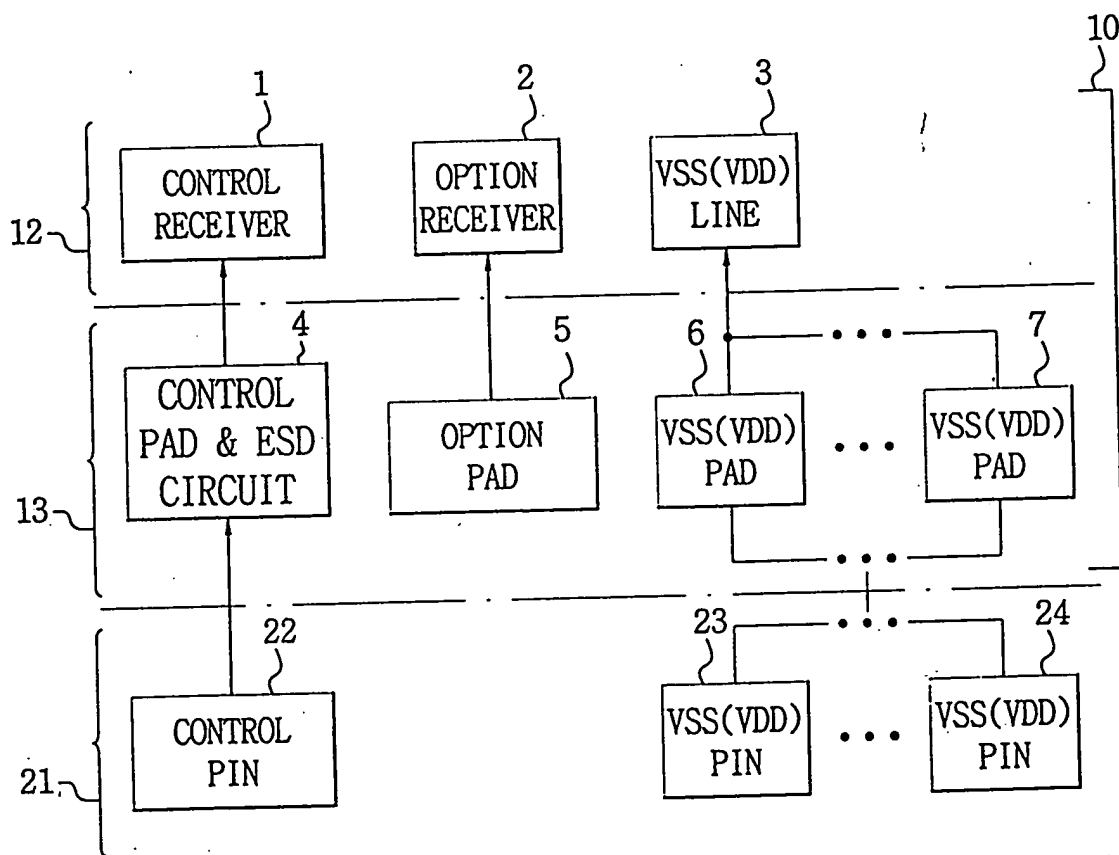 10
1
2
3
CONTROL
RECEIVER
OPTION
RECEIVER
VSS(VDD)
LINE
12
4
5
6
7
CONTROL
PAD & ESD
CIRCUIT
OPTION
PAD
VSS(VDD)
PAD
VSS(VDD)
PAD
13
22
23
24
CONTROL
PIN
VSS(VDD)
PIN
VSS(VDD)
PIN
21